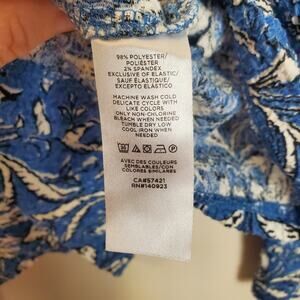 98% POLYESTER/
POLIÉSTER
2% SPANDEX
EXCLUSIVE OF ELASTIC/
SAUF ÉLASTIQUE/
EXCEPTO ELÁSTICO
MACHINE WASH COLD
DELICATE CYCLE WITH
LIKE COLORS
ONLY NON-CHLORINE
BLEACH WHEN NEEDED
TUMBLE DRY LOW
COOL IRON WHEN
NEEDED
AVEC DES COULEURS
SEMBLABLES/CON
COLORES SIMILARES
CA#57421
RN#140923